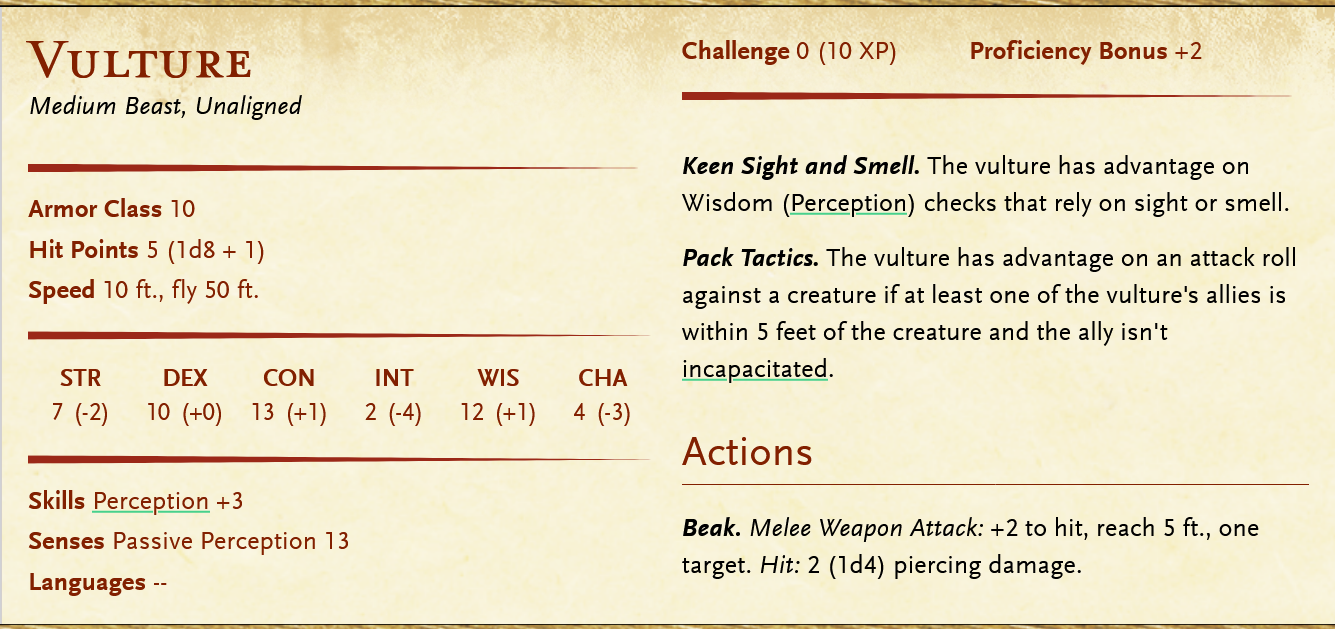 VULTURE
Medium Beast, Unaligned
Armor Class 10
Hit Points 5 (1d8 + 1)
Speed 10 ft., fly 50 ft.
STR DEX CON INT WIS CHA
7 (-2) 10 (+0) 13 (+1) 2 (-4) 12 (+1) 4 (-3)
Skills Perception +3
Senses Passive Perception 13
Languages --
Challenge 0 (10 XP) Proficiency Bonus +2
Keen Sight and Smell. The vulture has advantage on
Wisdom (Perception) checks that rely on sight or smell.
Pack Tactics. The vulture has advantage on an attack roll
against a creature if at least one of the vulture's allies is
within 5 feet of the creature and the ally isn't
incapacitated.
Actions
Beak. Melee Weapon Attack: +2 to hit, reach 5 ft., one
target. Hit: 2 (1d4) piercing damage.